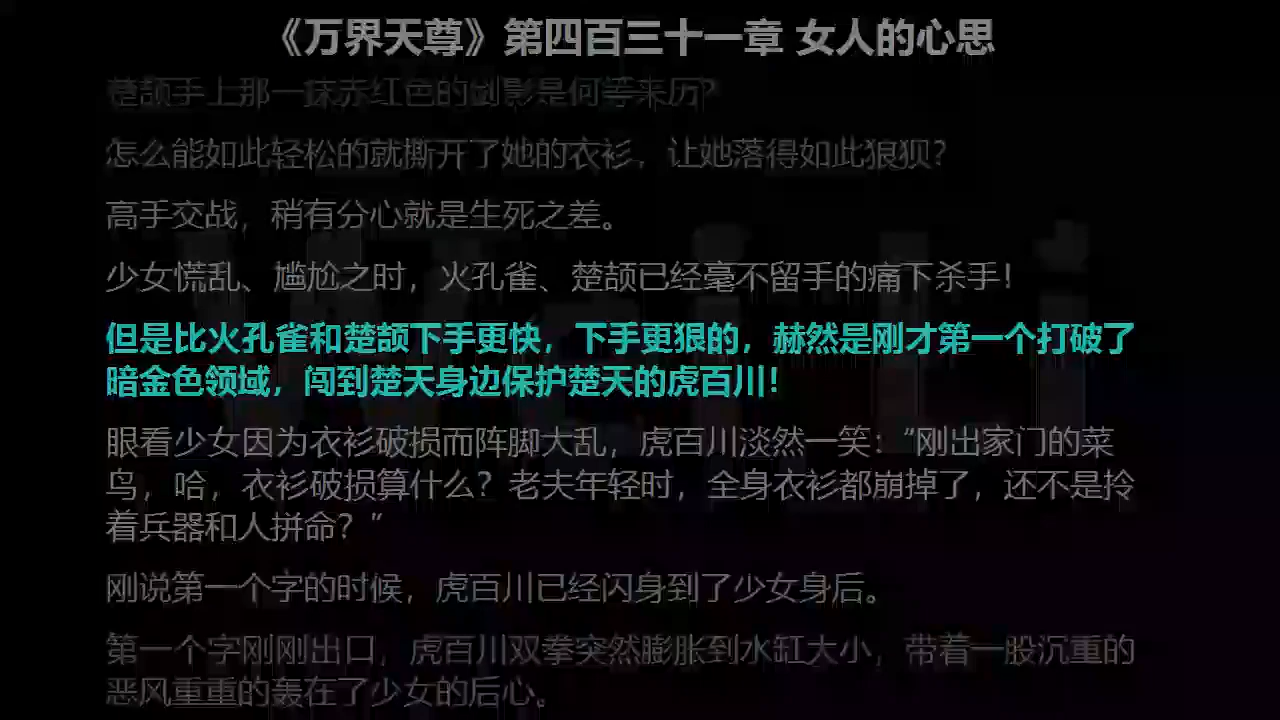 《万界天尊》第四百三十一章 女人的心思
楚颉手上那一抹赤红色的倒影是何等来历?
怎么能如此轻松的就撕开了她的衣衫，让她落得如此狼狈?
高手交战，稍有分心就是生死之差。
少女慌乱、尴尬之时，火孔雀、楚颉已经毫不留手的痛下杀手!
但是比火孔雀和楚颉下手更快，下手更狠的，赫然是刚才第一个打破了
暗金色领域，闯到楚天身边保护楚天的虎百川!
眼看少女因为衣衫破损而阵脚大乱，虎百川淡然一笑：“刚出家门的菜
鸟，哈，衣衫破损算什么？老夫年轻时，全身衣衫都崩掉了，还不是拎
着兵器和人拼命？”
刚说第一个字的时候，虎百川已经闪身到了少女身后。
第一个字刚刚出口，虎百川双拳突然膨胀到水缸大小，带着一股沉重的
恶风重重的轰在了少女的后心。